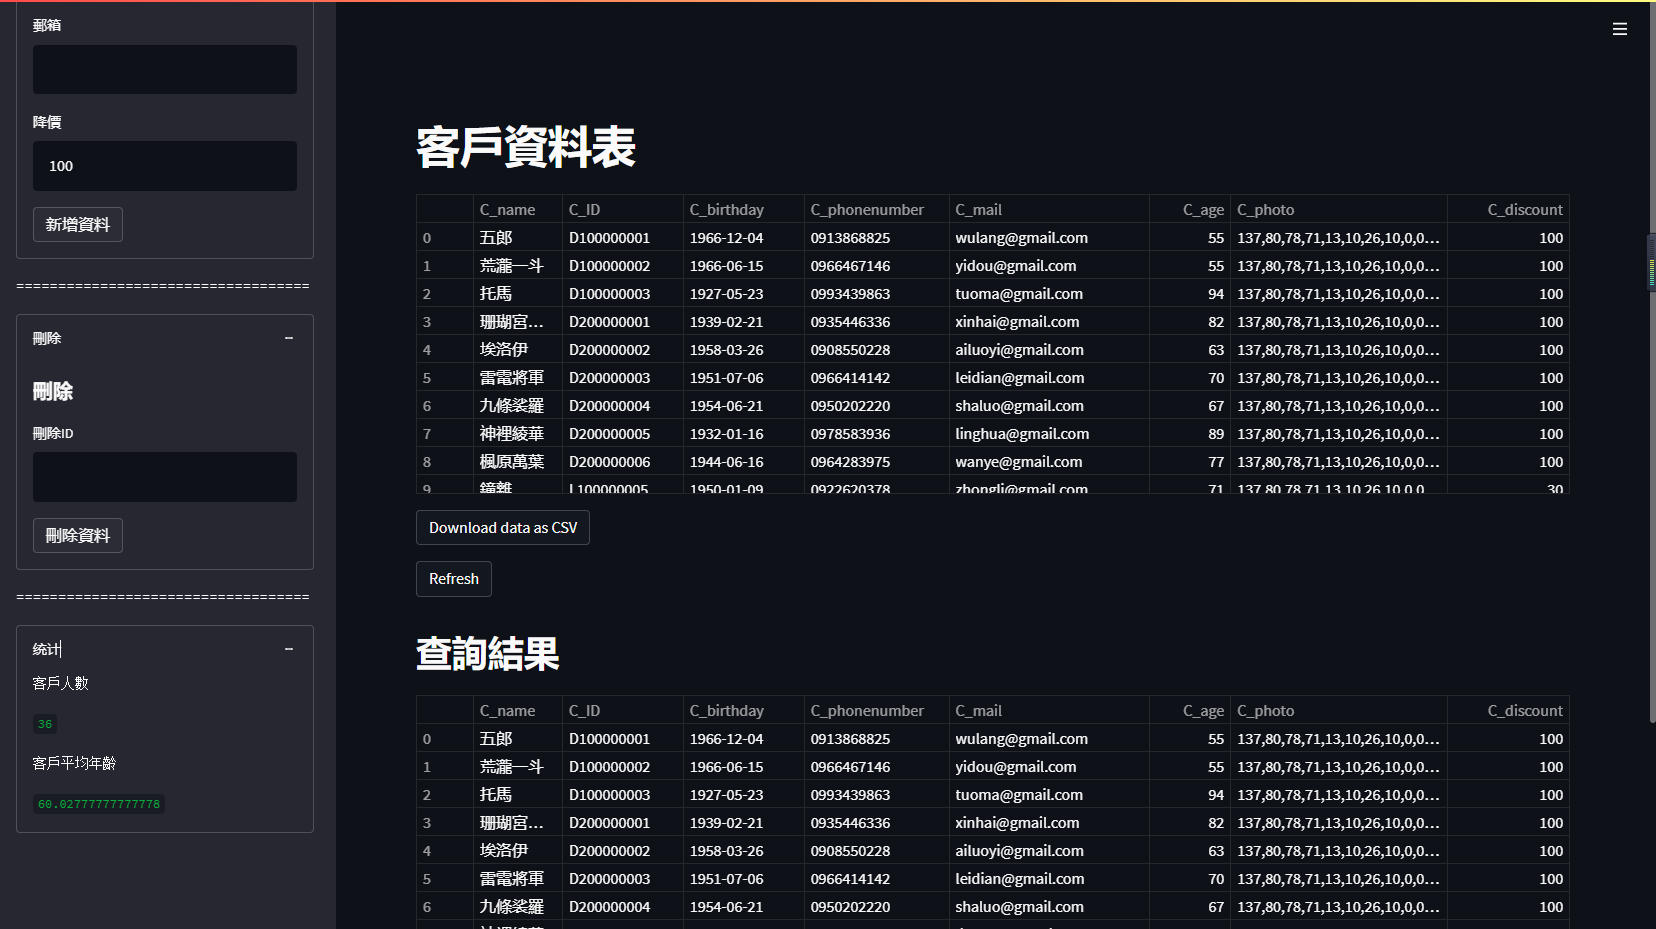 郵箱
降價
100
新增資料
===================================
刪除
刪除
刪除ID
刪除資料
===================================
统计
客戶人數
36
客戶平均年齡
60.02777777777778
客戶資料表
C_name C_ID C_birthday C_phonenumber C_mail C_age C_photo C_discount
0 五郎 D100000001 1966-12-04 0913868825 wulang@gmail.com 55 137,80,78,71,13,10,26,10,0,0... 100
1 荒瀧一斗 D100000002 1966-06-15 0966467146 yidou@gmail.com 55 137,80,78,71,13,10,26,10,0,0... 100
2 托馬 D100000003 1927-05-23 0993439863 tuoma@gmail.com 94 137,80,78,71,13,10,26,10,0,0... 100
3 珊瑚宮... D200000001 1939-02-21 0935446336 xinhai@gmail.com 82 137,80,78,71,13,10,26,10,0,0... 100
4 埃洛伊 D200000002 1958-03-26 0908550228 ailuoyi@gmail.com 63 137,80,78,71,13,10,26,10,0,0... 100
5 雷電將軍 D200000003 1951-07-06 0966414142 leidian@gmail.com 70 137,80,78,71,13,10,26,10,0,0... 100
6 九條裟羅 D200000004 1954-06-21 0950202220 shaluo@gmail.com 67 137,80,78,71,13,10,26,10,0,0... 100
7 神裡綾華 D200000005 1932-01-16 0978583936 linghua@gmail.com 89 137,80,78,71,13,10,26,10,0,0... 100
8 楓原萬葉 D200000006 1944-06-16 0964283975 wanye@gmail.com 77 137,80,78,71,13,10,26,10,0,0... 100
9 鐘離 L100000005 1950-01-09 0922620378 zhongli@gmail.com 71 137,80,78,71,13,10,26,10,0,0... 30
Download data as CSV
Refresh
查詢結果
C_name C_ID C_birthday C_phonenumber C_mail C_age C_photo C_discount
0 五郎 D100000001 1966-12-04 0913868825 wulang@gmail.com 55 137,80,78,71,13,10,26,10,0,0... 100
1 荒瀧一斗 D100000002 1966-06-15 0966467146 yidou@gmail.com 55 137,80,78,71,13,10,26,10,0,0... 100
2 托馬 D100000003 1927-05-23 0993439863 tuoma@gmail.com 94 137,80,78,71,13,10,26,10,0,0... 100
3 珊瑚宮... D200000001 1939-02-21 0935446336 xinhai@gmail.com 82 137,80,78,71,13,10,26,10,0,0... 100
4 埃洛伊 D200000002 1958-03-26 0908550228 ailuoyi@gmail.com 63 137,80,78,71,13,10,26,10,0,0... 100
5 雷電將軍 D200000003 1951-07-06 0966414142 leidian@gmail.com 70 137,80,78,71,13,10,26,10,0,0... 100
6 九條裟羅 D200000004 1954-06-21 0950202220 shaluo@gmail.com 67 137,80,78,71,13,10,26,10,0,0... 100